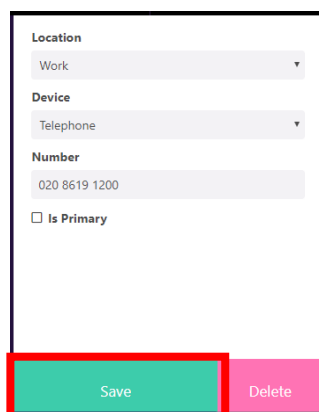 Location
Work
Device
Telephone
Number
020 8619 1200
Is Primary
Save Delete